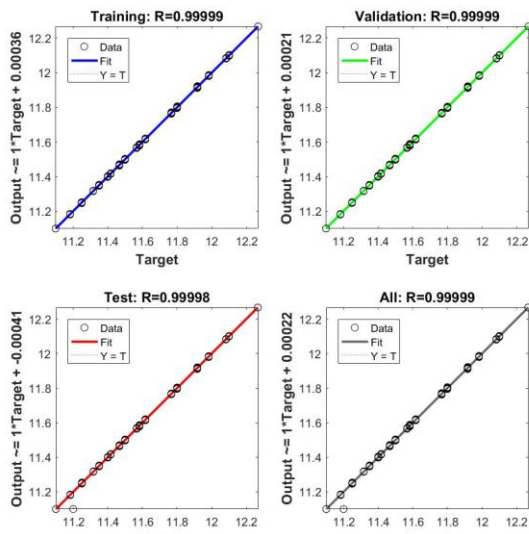 Training: R=0.99999
Output ~= 1*Target + 0.00036
12.2
12
11.8
11.6
11.4
11.2
Data
Fit
Y = T
11.2 11.4 11.6 11.8 12 12.2
Target
Validation: R=0.99999
Output ~= 1*Target + 0.00021
12.2
12
11.8
11.6
11.4
11.2
Data
Fit
Y = T
11.2 11.4 11.6 11.8 12 12.2
Target
Test: R=0.99998
Output ~= 1*Target + -0.00041
12.2
12
11.8
11.6
11.4
11.2
Data
Fit
Y = T
11.2 11.4 11.6 11.8 12 12.2
All: R=0.99999
Output ~= 1*Target + 0.00022
12.2
12
11.8
11.6
11.4
11.2
Data
Fit
Y = T
11.2 11.4 11.6 11.8 12 12.2